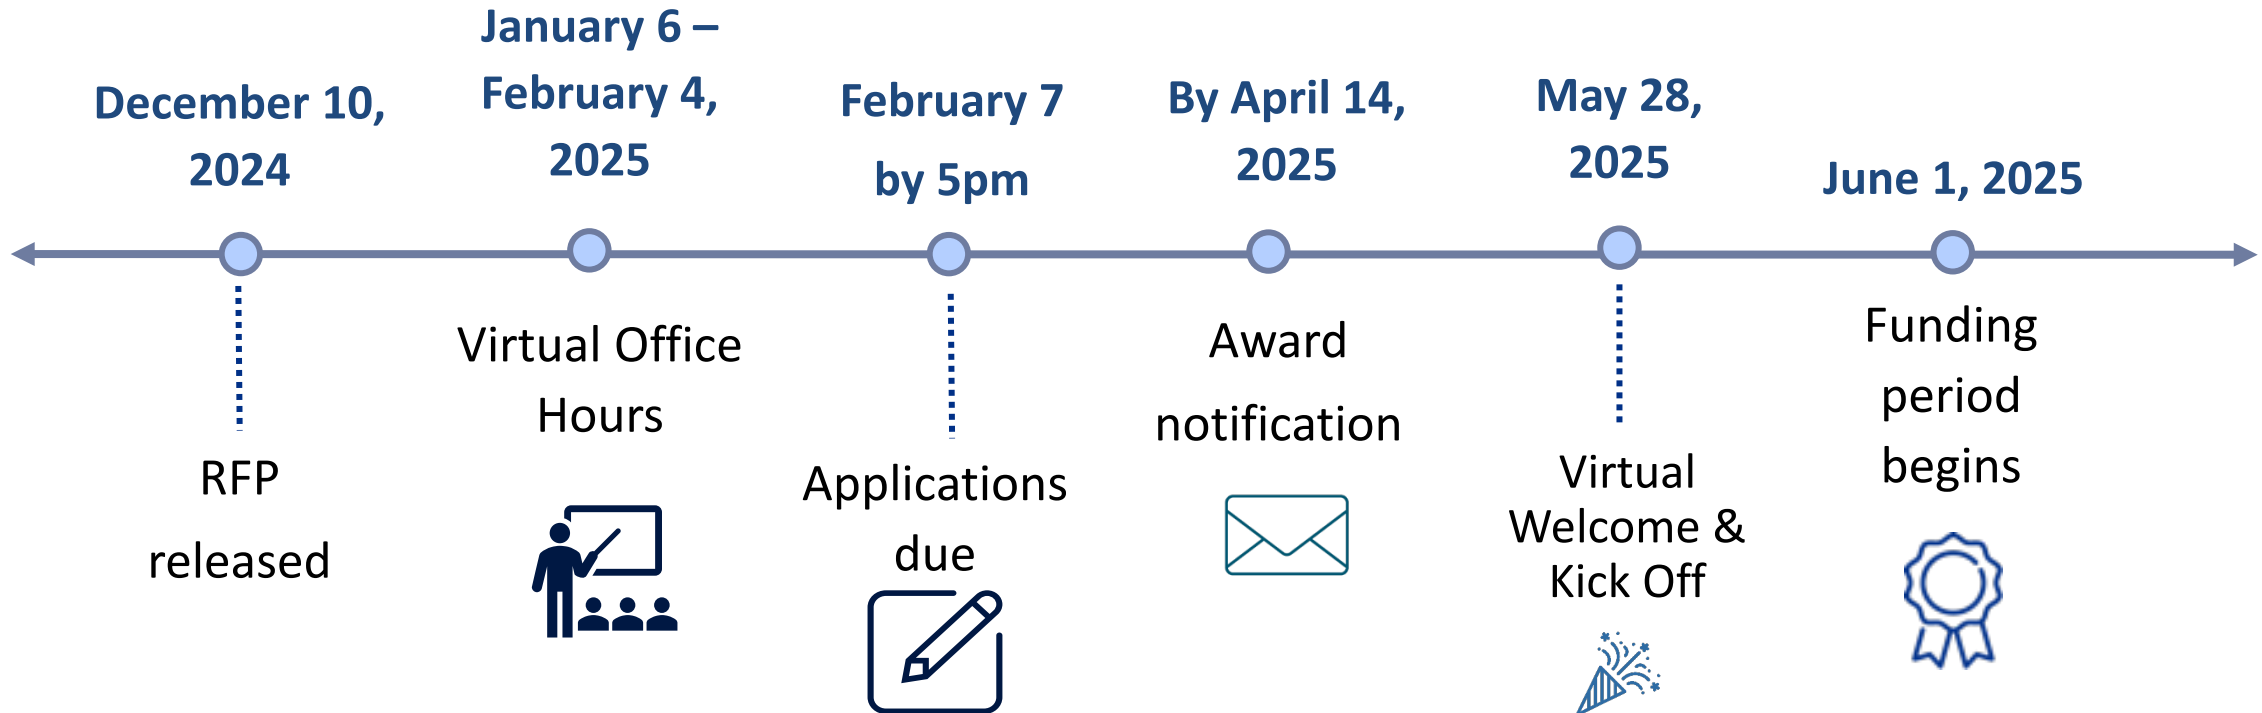 December 10,
2024
RFP
released
January 6 –
February 4,
2025
Virtual Office
Hours
February 7
by 5pm
Applications
due
By April 14,
2025
Award
notification
May 28,
2025
Virtual
Welcome &
Kick Off
June 1, 2025
Funding
period
begins